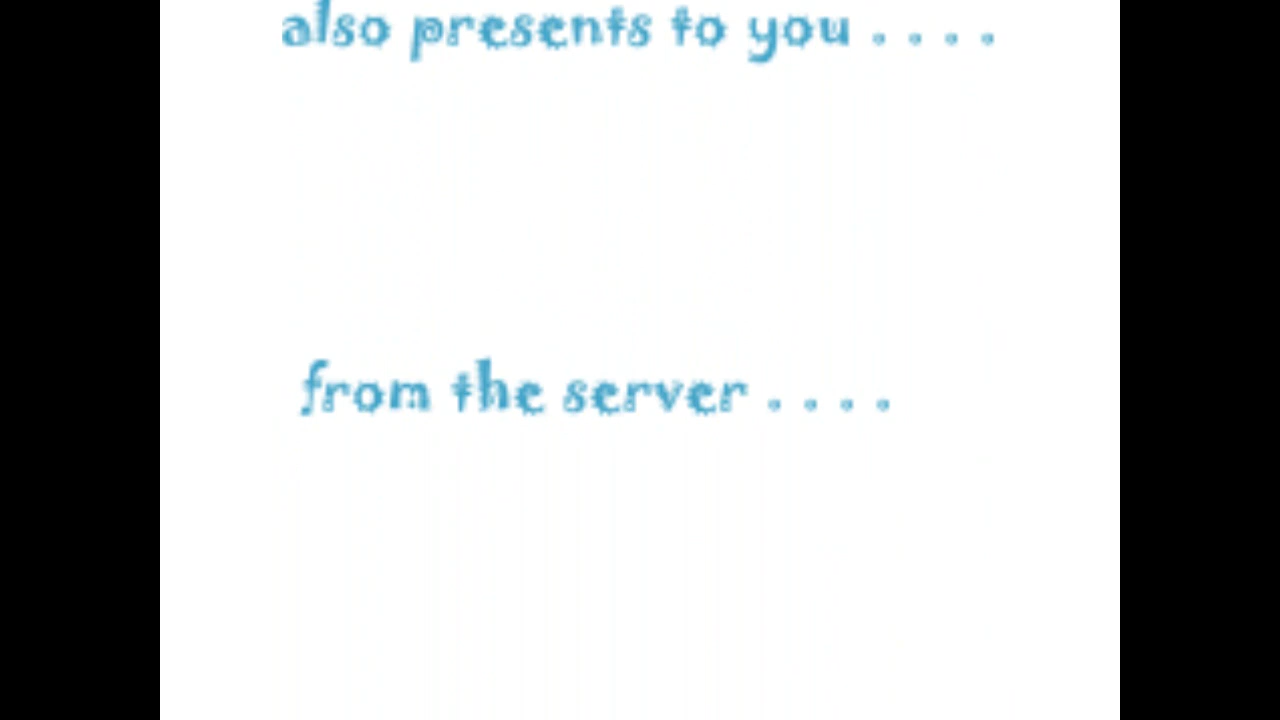 also presents to you . . . .
from the server . . . .